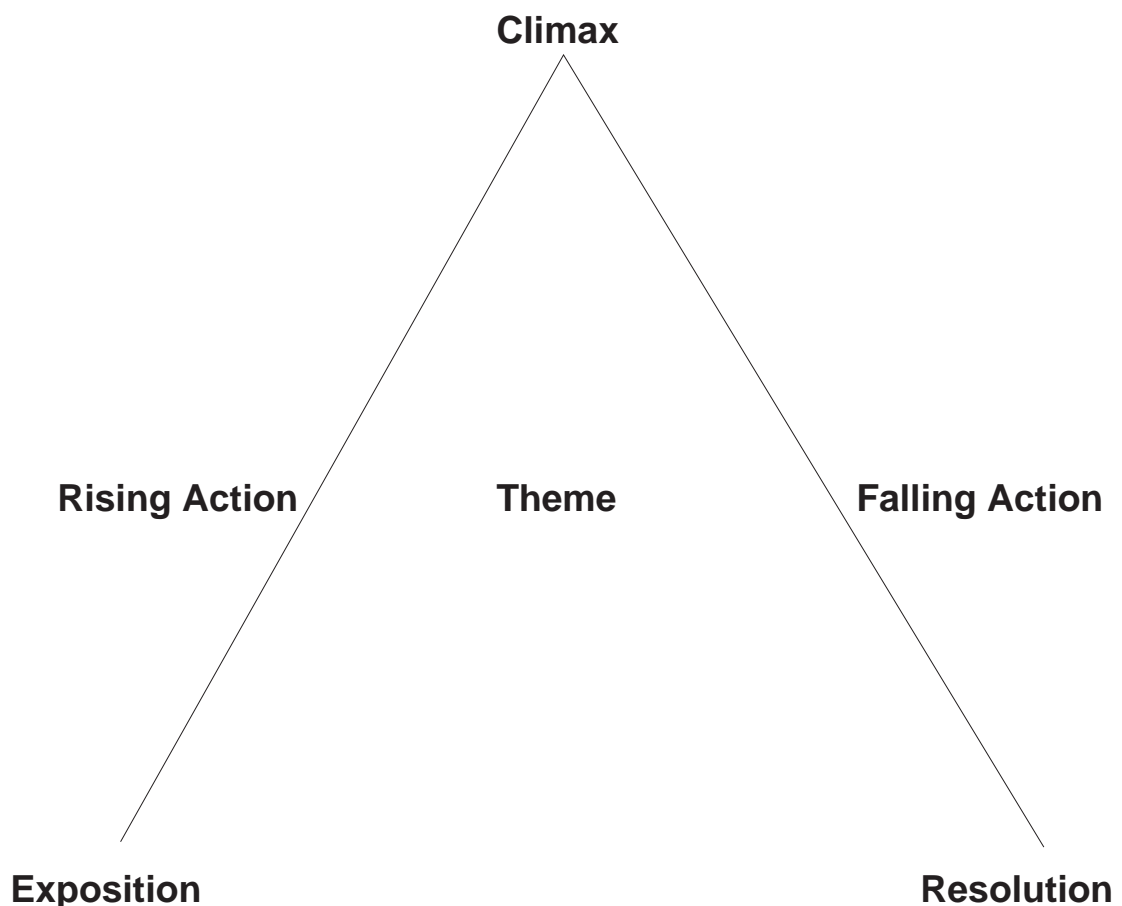 Climax
Rising Action
Theme
Falling Action
Exposition
Resolution